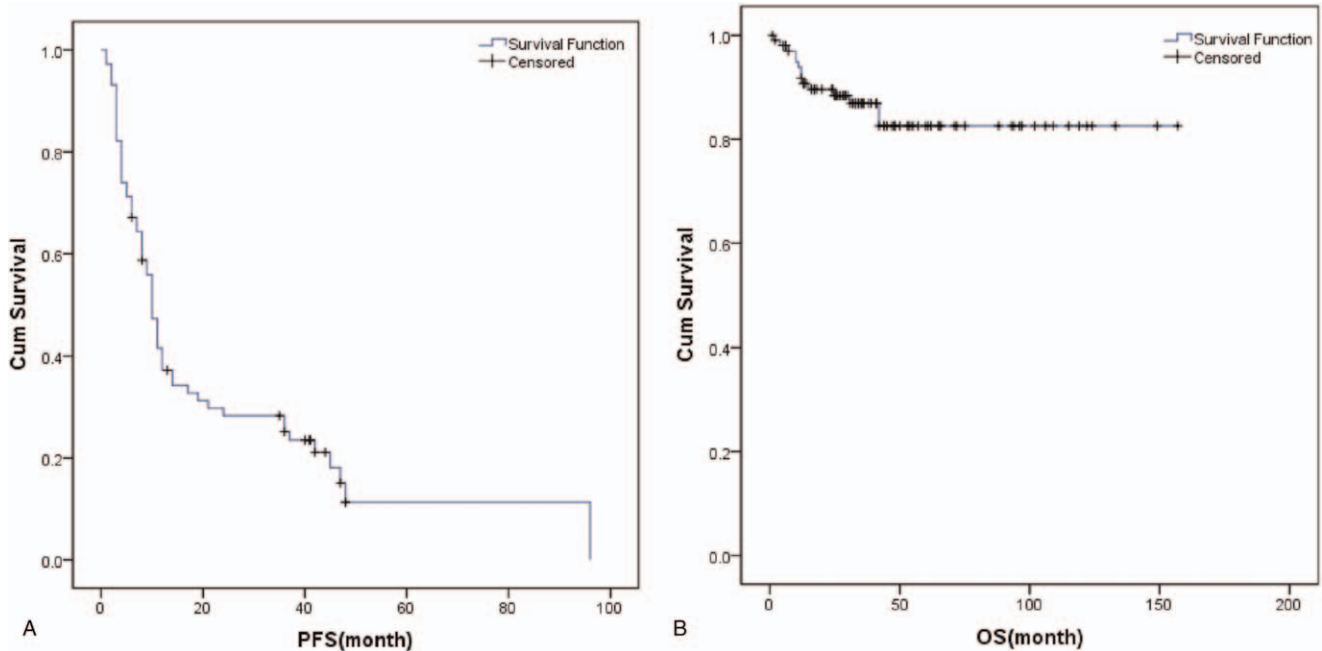 Survival Function
Censored
1.0
0.8
0.6
0.4
0.2
0.0
Cum Survival
0 20 40 60 80 100
PFS(month)
A
Survival Function
Censored
1.0
0.8
0.6
0.4
0.2
0.0
Cum Survival
0 50 100 150 200
OS(month)
B